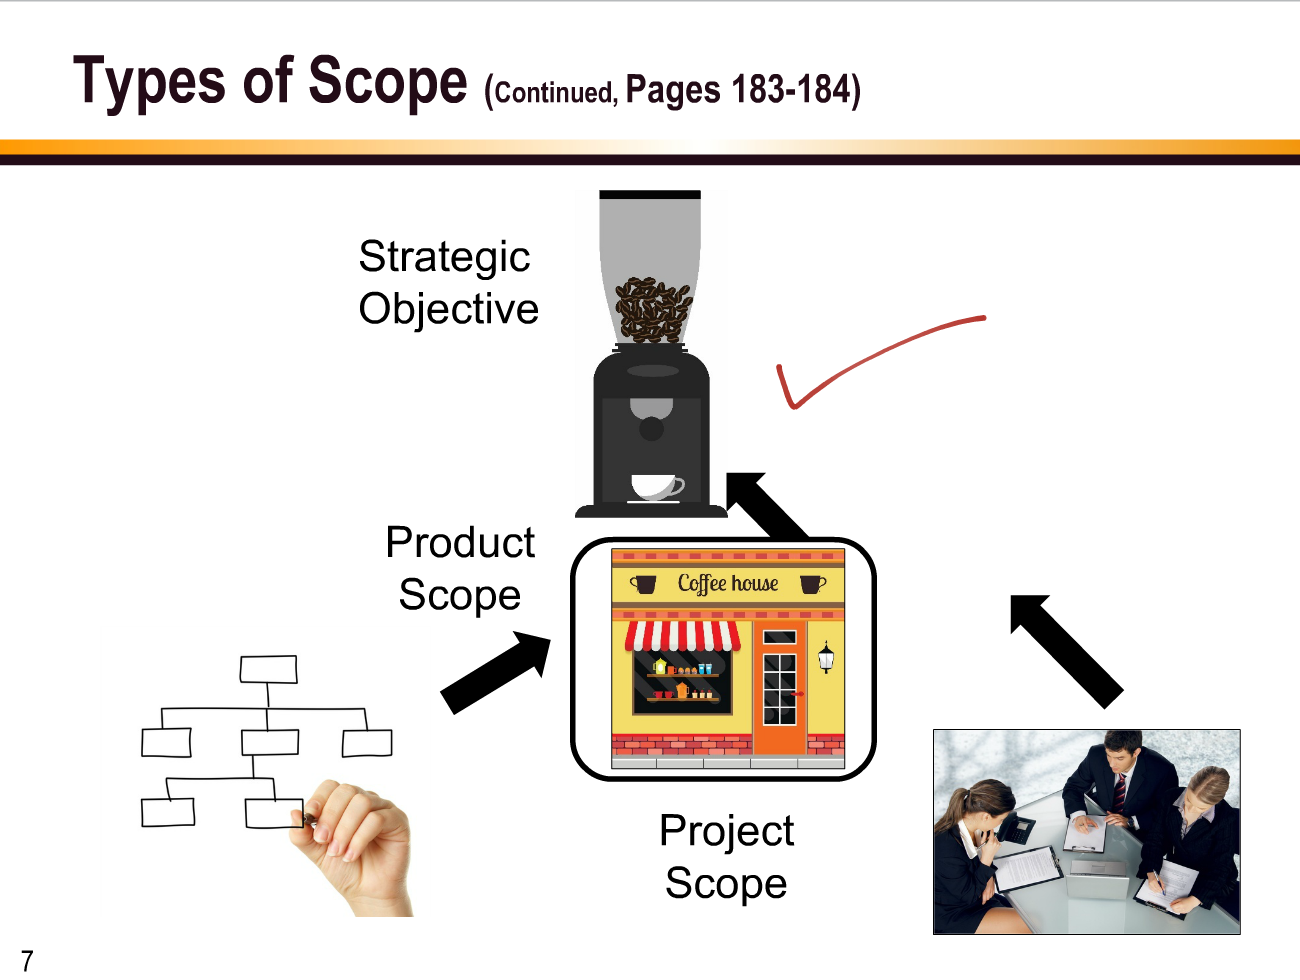 Types of Scope (Continued, Pages 183-184)
Strategic
Objective
Product
Scope
Coffee house
Project
Scope
7